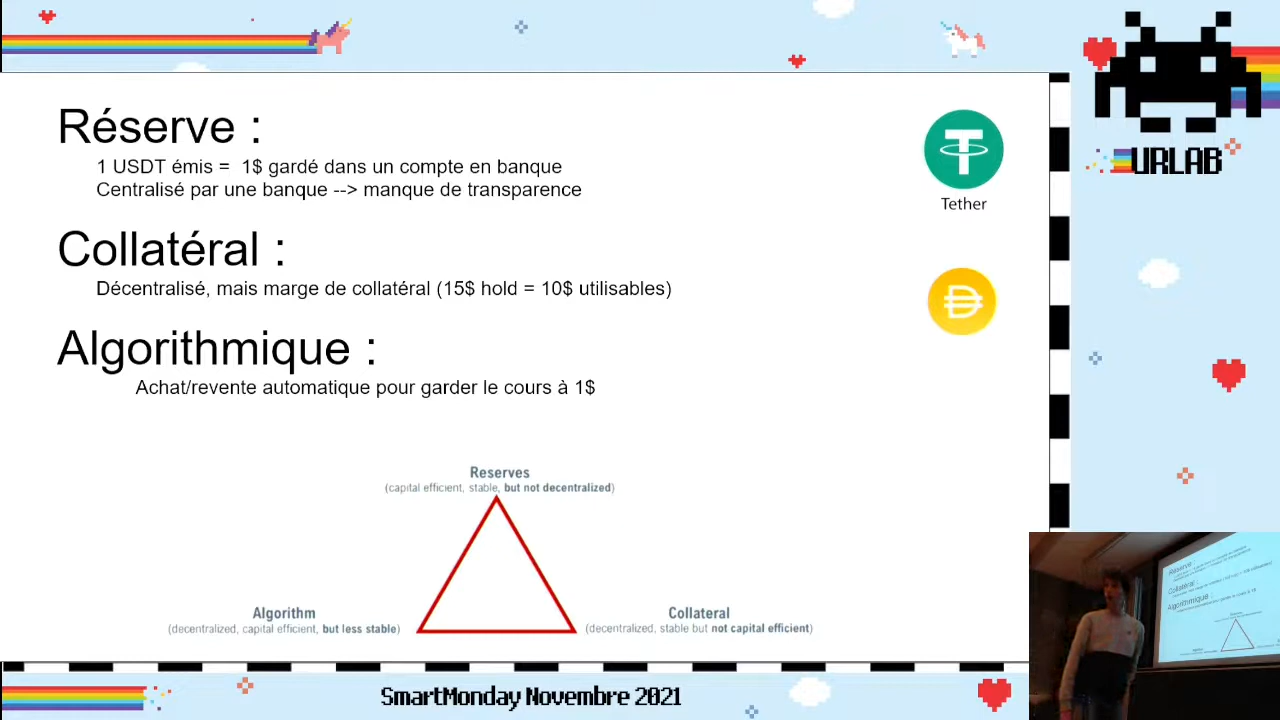 Réserve :
1 USDT émis =  1$ gardé dans un compte en banque
Centralisé par une banque --> manque de transparence
Tether
Collatéral :
Décentralisé, mais marge de collatéral (15$ hold = 10$ utilisables)
Algorithmique :
Achat/revente automatique pour garder le cours à 1$
Reserves
(capital efficient, stable, but not decentralized)
Algorithm
(decentralized, capital efficient, but less stable)
Collateral
(decentralized, stable but not capital efficient)
URLAB
SmartMonday Novembre 2021
Réserve :
Collatéral :
Algorithmique :